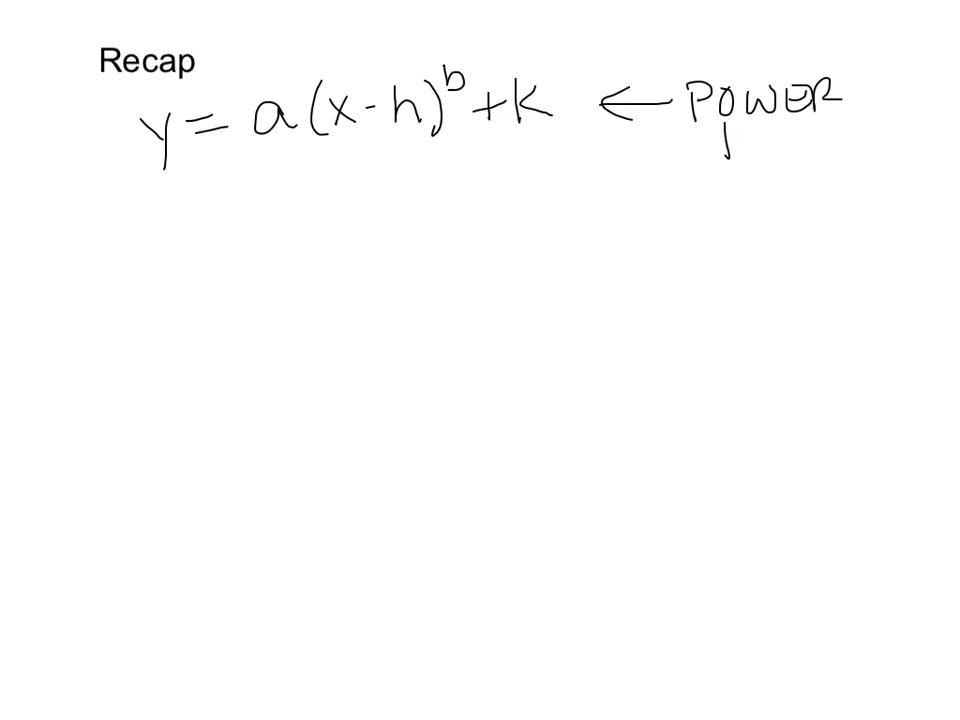 Recap
y = a(x-h)^b + k ← POWER